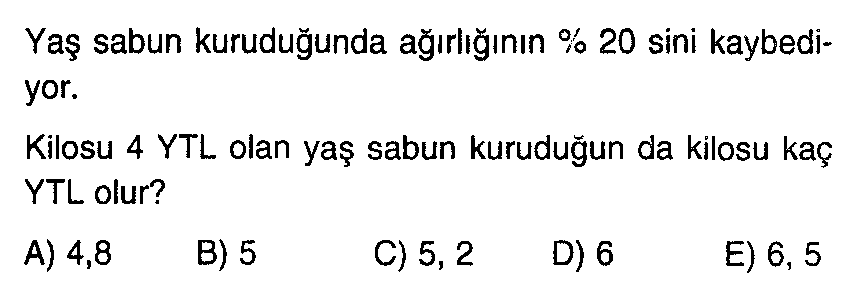 Yaş sabun kuruduğunda ağırlığının % 20 sini kaybedi-
yor.
Kilosu 4 YTL olan yaş sabun kuruduğun da kilosu kaç
YTL olur?
A) 4,8 B) 5 C) 5, 2 D) 6 E) 6, 5